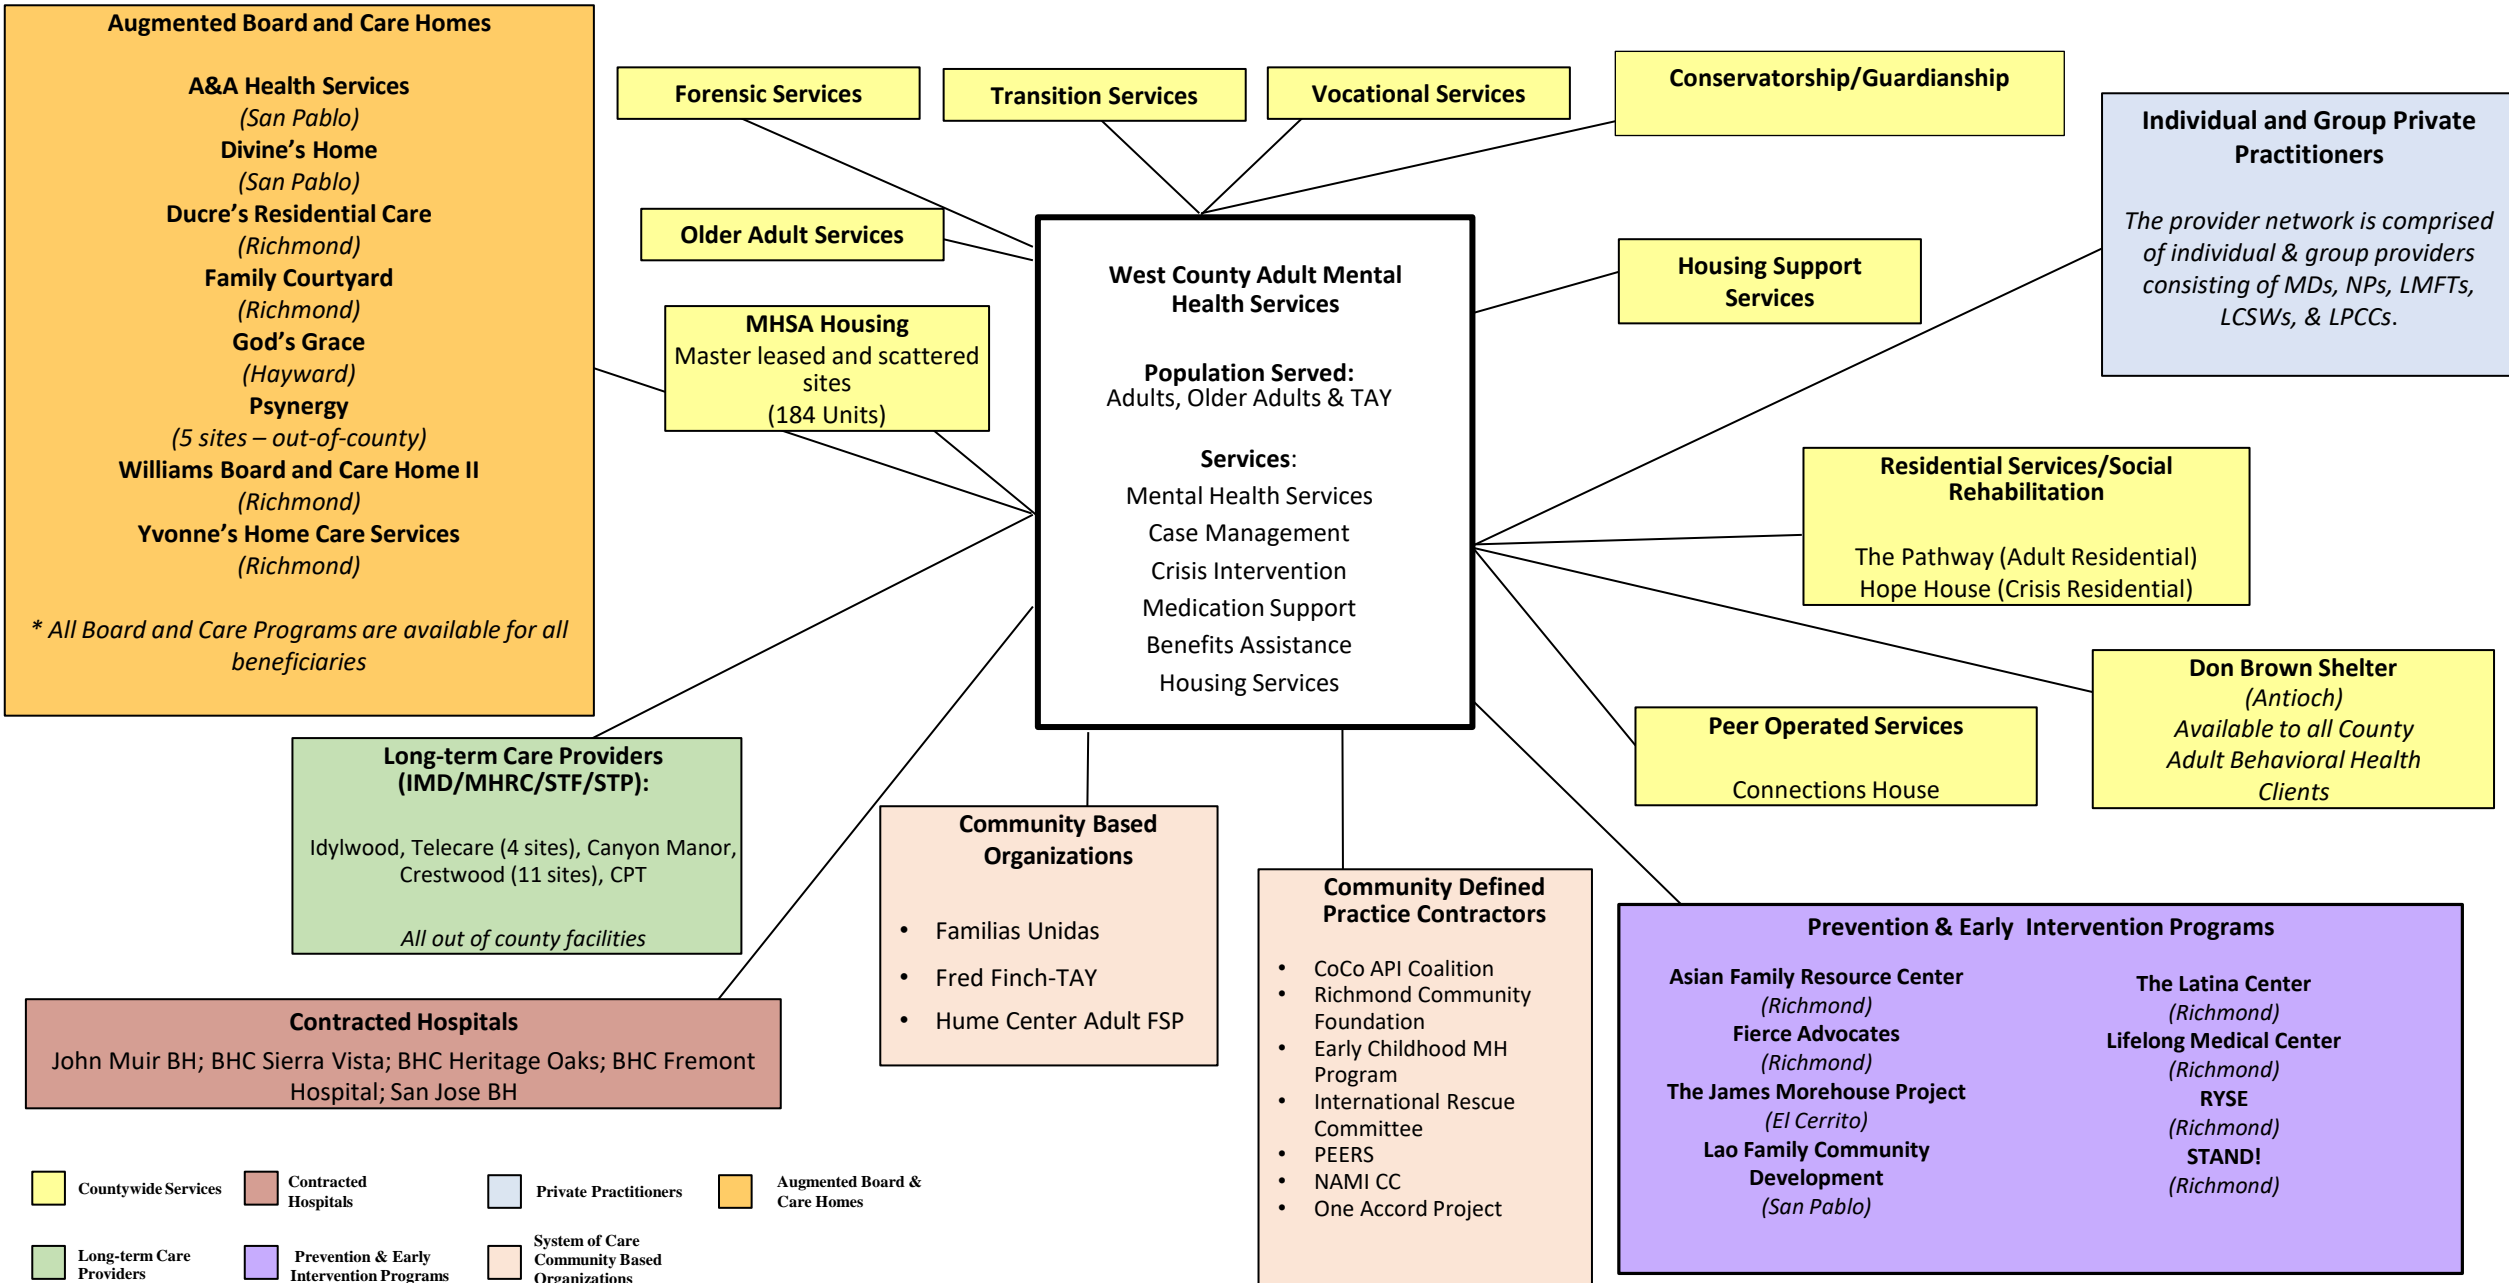 Augmented Board and Care Homes
A&A Health Services
(San Pablo)
Divine’s Home
(San Pablo)
Ducre’s Residential Care
(Richmond)
Family Courtyard
(Richmond)
God’s Grace
(Hayward)
Psynergy
(5 sites – out-of-county)
Williams Board and Care Home II
(Richmond)
Yvonne’s Home Care Services
(Richmond)
* All Board and Care Programs are available for all
beneficiaries
Forensic Services
Transition Services
Vocational Services
Conservatorship/Guardianship
Individual and Group Private
Practitioners
The provider network is comprised
of individual & group providers
consisting of MDs, NPs, LMFTs,
LCSWs, & LPCCs.
Older Adult Services
MHSA Housing
Master leased and scattered
sites
(184 Units)
West County Adult Mental
Health Services
Population Served:
Adults, Older Adults & TAY
Services:
Mental Health Services
Case Management
Crisis Intervention
Medication Support
Benefits Assistance
Housing Services
Housing Support
Services
Residential Services/Social
Rehabilitation
The Pathway (Adult Residential)
Hope House (Crisis Residential)
Don Brown Shelter
(Antioch)
Available to all County
Adult Behavioral Health
Clients
Peer Operated Services
Connections House
Long-term Care Providers
(IMD/MHRC/STF/STP):
Idylwood, Telecare (4 sites), Canyon Manor,
Crestwood (11 sites), CPT
All out of county facilities
Contracted Hospitals
John Muir BH; BHC Sierra Vista; BHC Heritage Oaks; BHC Fremont
Hospital; San Jose BH
Community Based
Organizations
• Familias Unidas
• Fred Finch-TAY
• Hume Center Adult FSP
Community Defined
Practice Contractors
• CoCo API Coalition
• Richmond Community
Foundation
• Early Childhood MH
Program
• International Rescue
Committee
• PEERS
• NAMI CC
• One Accord Project
Prevention & Early Intervention Programs
Asian Family Resource Center
(Richmond)
Fierce Advocates
(Richmond)
The James Morehouse Project
(El Cerrito)
Lao Family Community
Development
(San Pablo)
The Latina Center
(Richmond)
Lifelong Medical Center
(Richmond)
RYSE
(Richmond)
STAND!
(Richmond)
Countywide Services
Contracted
Hospitals
Private Practitioners
Augmented Board &
Care Homes
Long-term Care
Providers
Prevention & Early
Intervention Programs
System of Care
Community Based
Organizations